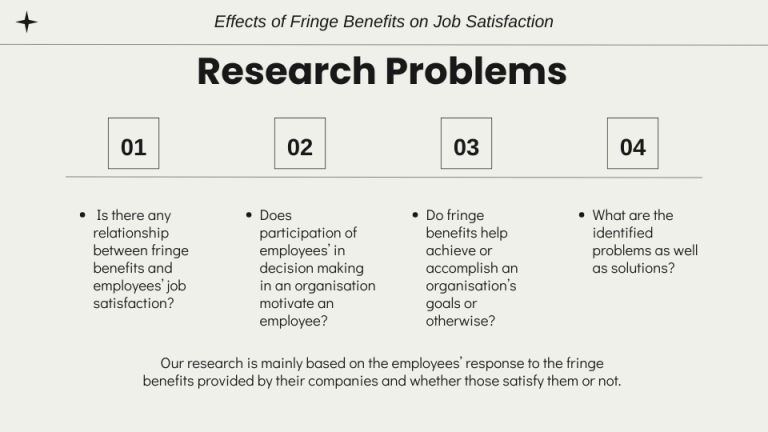 Effects of Fringe Benefits on Job Satisfaction
Research Problems
01
02
03
04
• Is there any
relationship
between fringe
benefits and
employees’ job
satisfaction?
• Does
participation of
employees’ in
decision making
in an organisation
motivate an
employee?
• Do fringe
benefits help
achieve or
accomplish an
organisation’s
goals or
otherwise?
• What are the
identified
problems as well
as solutions?
Our research is mainly based on the employees’ response to the fringe
benefits provided by their companies and whether those satisfy them or not.